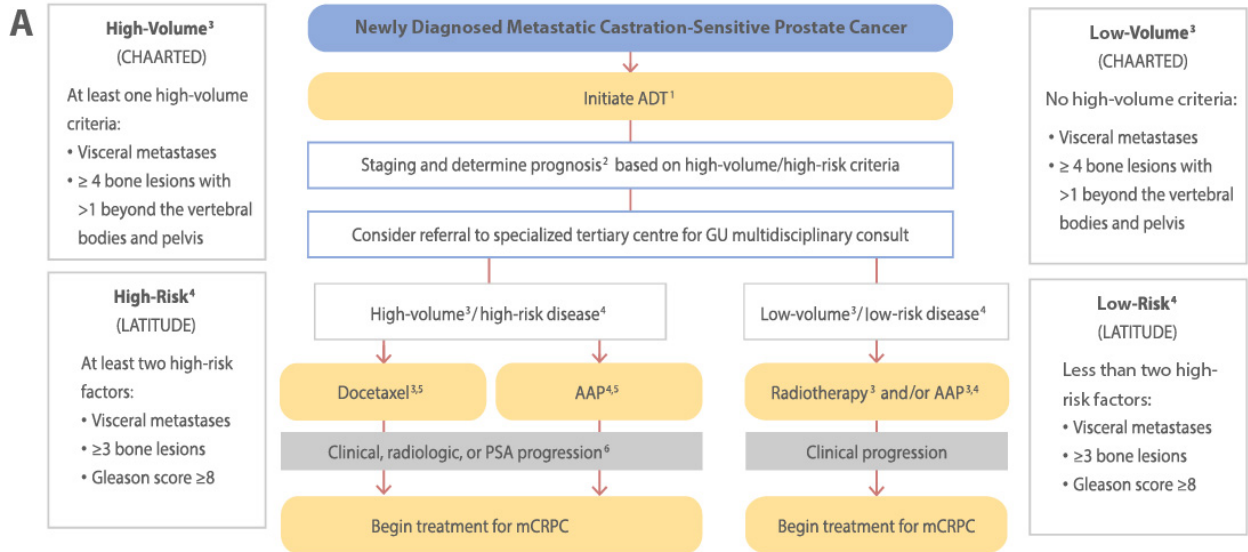 A
High-Volume³
(CHAARTED)
At least one high-volume
criteria:
• Visceral metastases
• ≥ 4 bone lesions with
>1 beyond the vertebral
bodies and pelvis
High-Risk⁴
(LATITUDE)
At least two high-risk
factors:
• Visceral metastases
• ≥3 bone lesions
• Gleason score ≥8
Newly Diagnosed Metastatic Castration-Sensitive Prostate Cancer
Initiate ADT¹
Staging and determine prognosis² based on high-volume/high-risk criteria
Consider referral to specialized tertiary centre for GU multidisciplinary consult
High-volume³/high-risk disease⁴
Low-volume³/low-risk disease⁴
Docetaxel³,⁵
AAP⁴,⁵
Radiotherapy³ and/or AAP³,⁴
Clinical, radiologic, or PSA progression⁶
Clinical progression
Begin treatment for mCRPC
Begin treatment for mCRPC
Low-Volume³
(CHAARTED)
No high-volume criteria:
• Visceral metastases
• ≥ 4 bone lesions with
>1 beyond the vertebral
bodies and pelvis
Low-Risk⁴
(LATITUDE)
Less than two high-
risk factors:
• Visceral metastases
• ≥3 bone lesions
• Gleason score ≥8